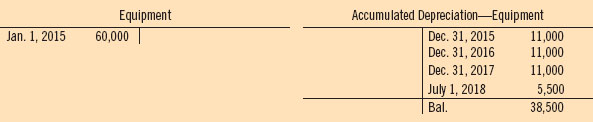 Equipment
Jan. 1, 2015 60,000
Accumulated Depreciation—Equipment
Dec. 31, 2015 11,000
Dec. 31, 2016 11,000
Dec. 31, 2017 11,000
July 1, 2018 5,500
Bal. 38,500